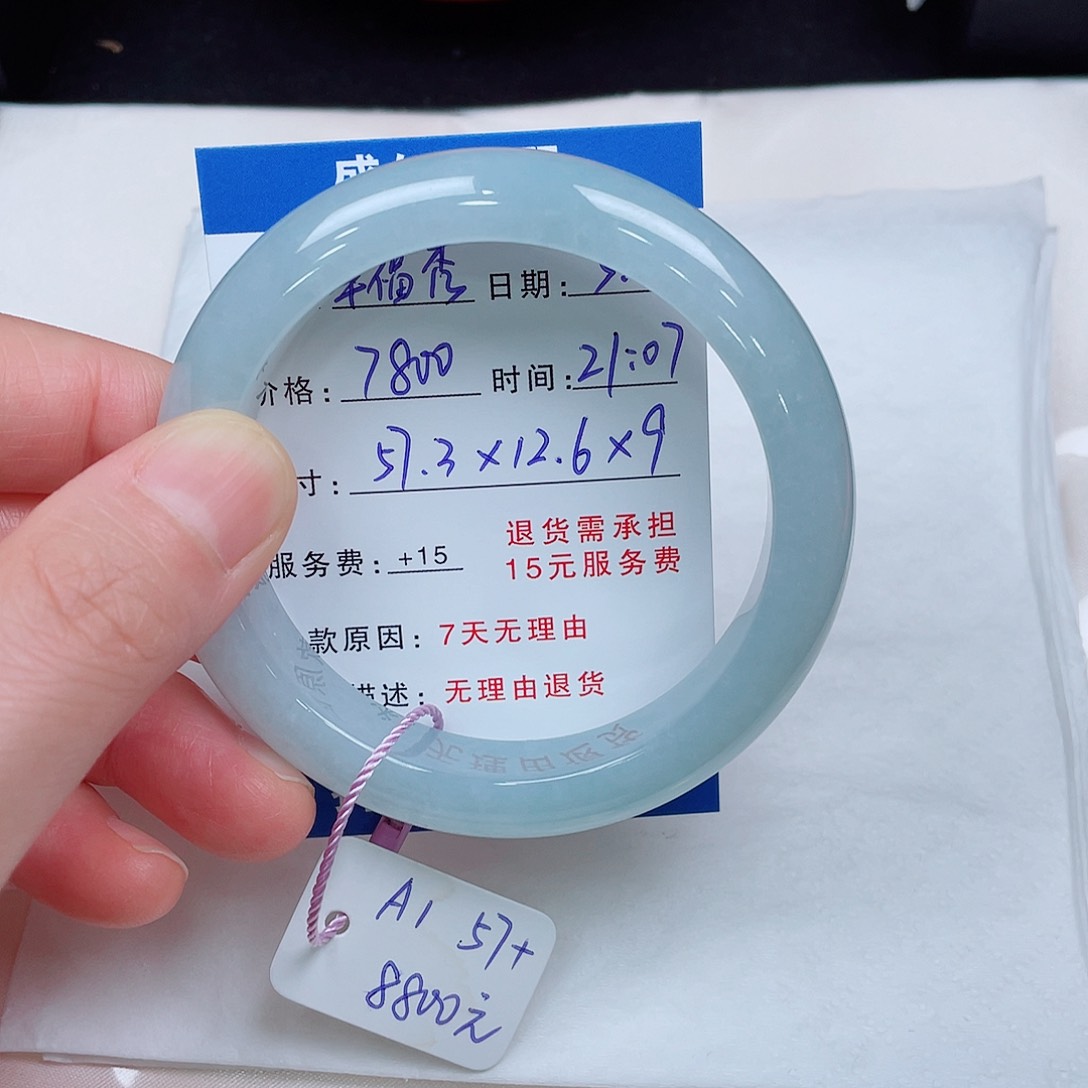 福秀 日期:
价格: 7800 时间: 21:07
寸: 57.3×12.6×9
服务费: +15 退货需承担
15元服务费
款原因: 7天无理由
描述: 无理由退货
A1 57+
8800元